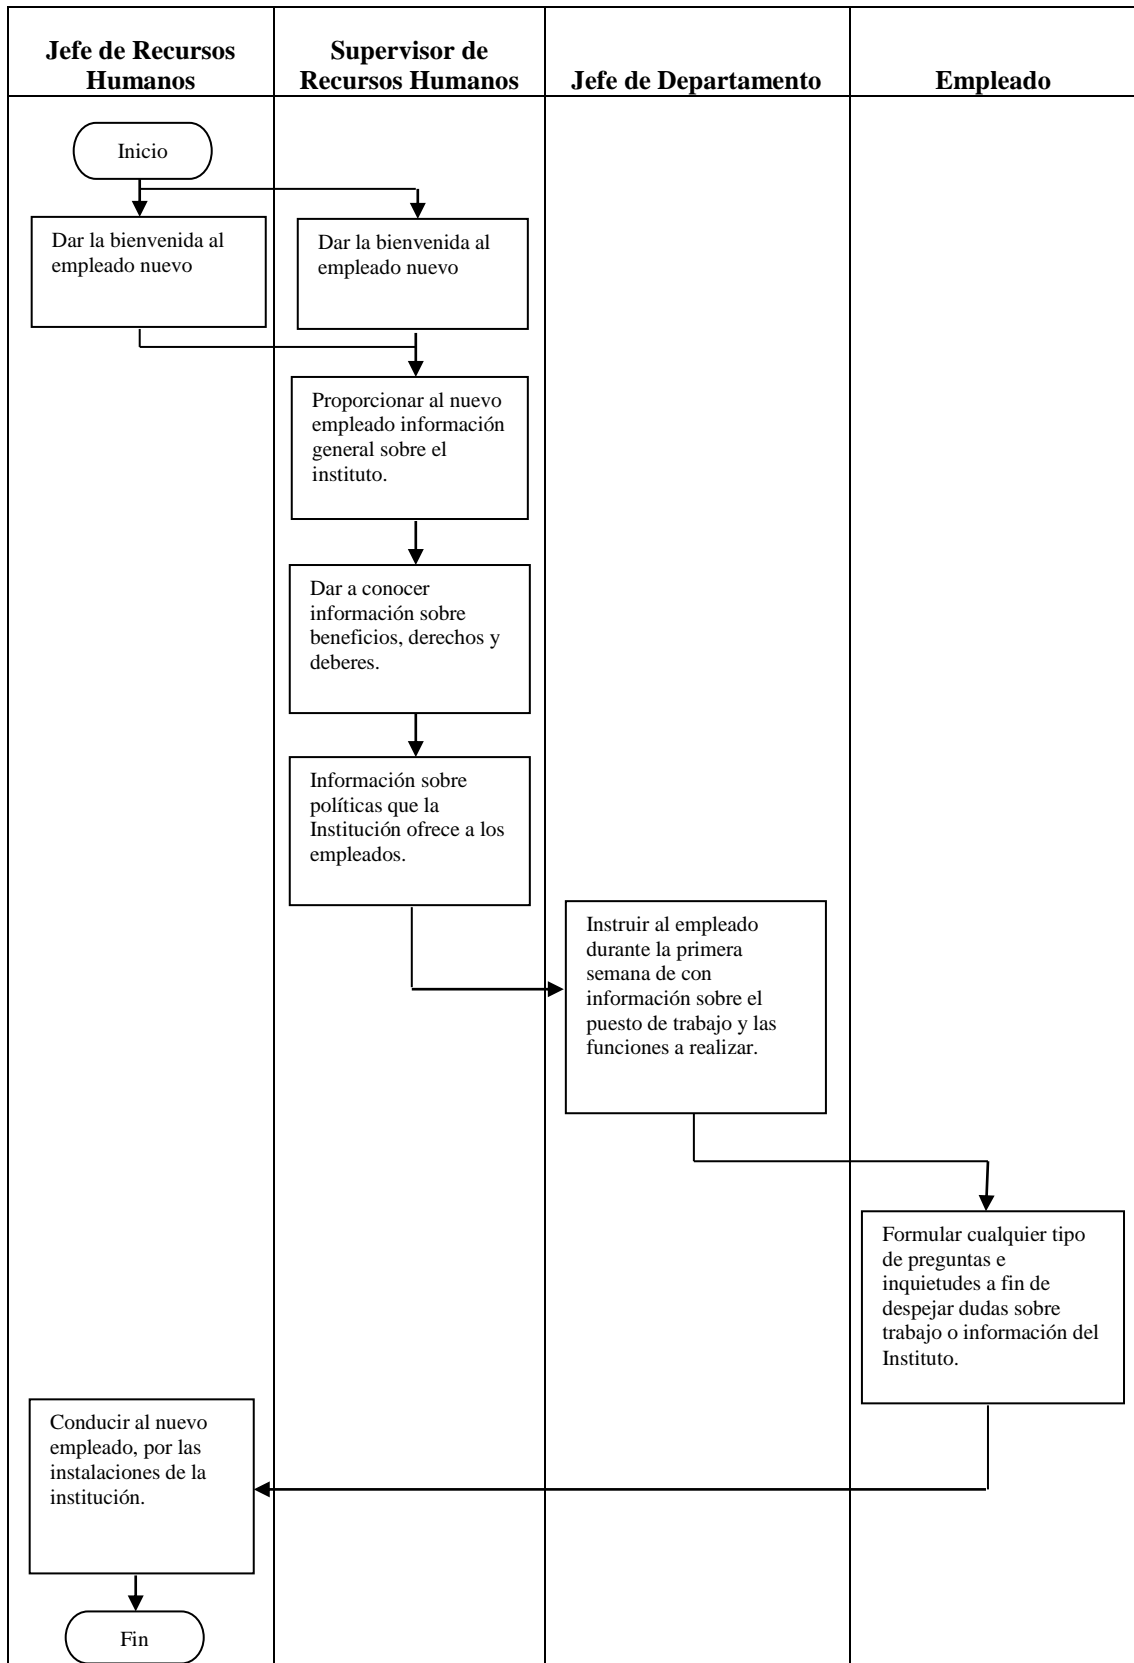 Jefe de Recursos
Humanos
Supervisor de
Recursos Humanos
Jefe de Departamento
Empleado
Inicio
Dar la bienvenida al
empleado nuevo
Dar la bienvenida al
empleado nuevo
Proporcionar al nuevo
empleado información
general sobre el
instituto.
Dar a conocer
información sobre
beneficios, derechos y
deberes.
Información sobre
políticas que la
Institución ofrece a los
empleados.
Instruir al empleado
durante la primera
semana de con
información sobre el
puesto de trabajo y las
funciones a realizar.
Formular cualquier tipo
de preguntas e
inquietudes a fin de
despejar dudas sobre
trabajo o información del
Instituto.
Conducir al nuevo
empleado, por las
instalaciones de la
institución.
Fin